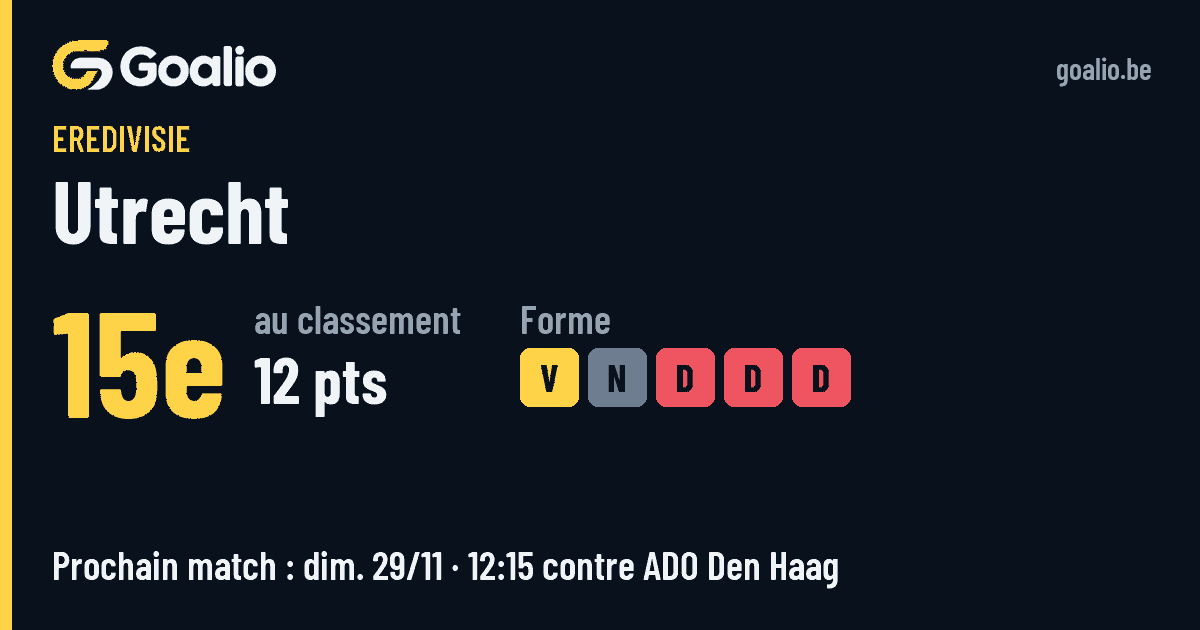 Goalio
goalio.be
EREDIVISIE
Utrecht
15e
au classement
12 pts
Forme
V N D D D
Prochain match : dim. 29/11 · 12:15 contre ADO Den Haag